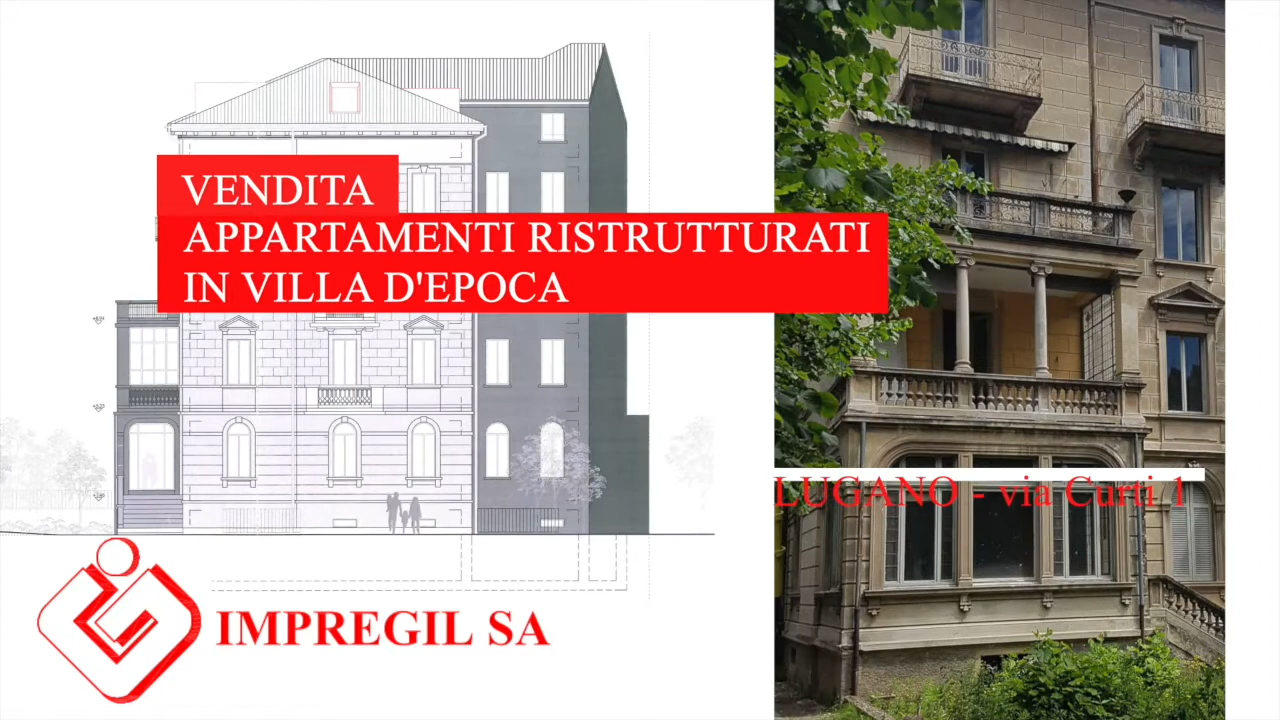 VENDITA
APPARTAMENTI RISTRUTTURATI
IN VILLA D'EPOCA
LUGANO - via Curti 1
IMPREGIL SA